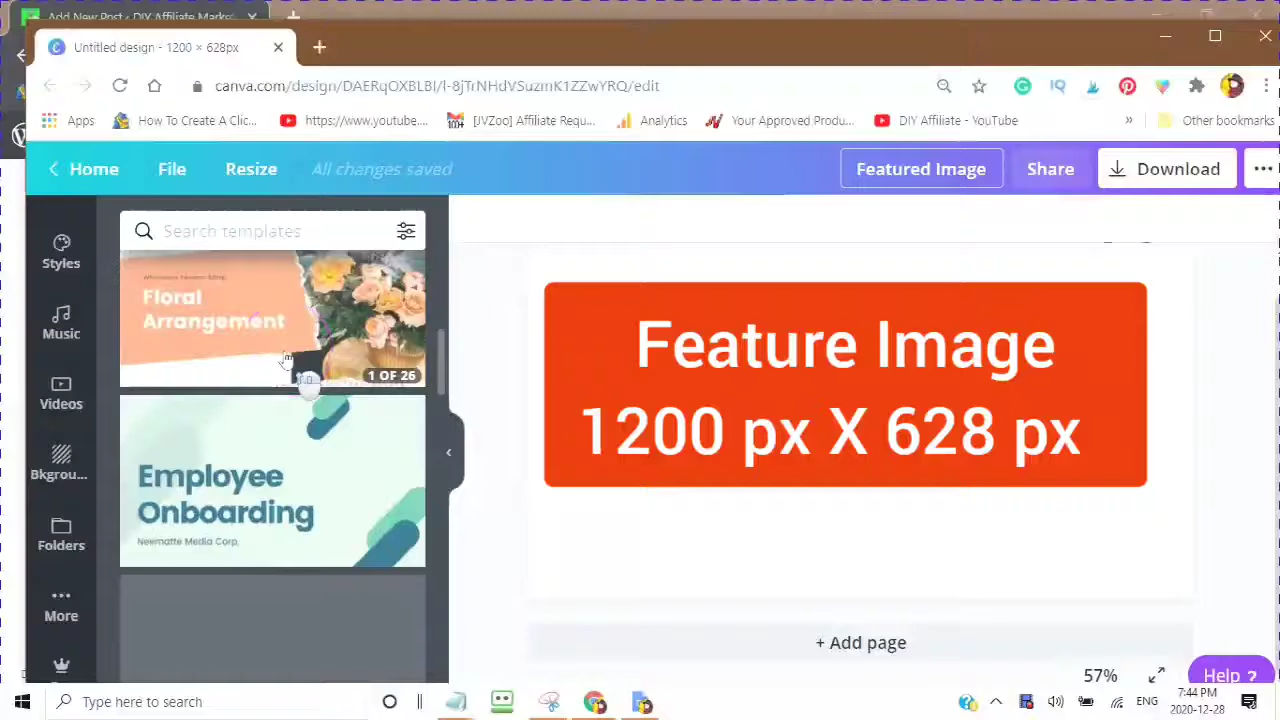 Add New Post ‹ DIY Affiliate Mark
Untitled design - 1200 × 628px
canva.com/design/DAERqOXBLBI/l-8jTrNHdVSuzmK1ZZwYRQ/edit
Apps
How To Create A Clic...
https://www.youtube....
[JVZoo] Affiliate Requ...
Analytics
Your Approved Produ...
DIY Affiliate - YouTube
»
Other bookmarks
Home
File
Resize
All changes saved
Featured Image
Share
Download
Search templates
Styles
Music
Videos
Bkgrou...
Folders
More
Floral
Arrangement
1 OF 26
Employee
Onboarding
Neematte Media Corp.
Feature Image
1200 px X 628 px
+ Add page
57%
Help ?
Type here to search
ENG
7:44 PM
2020-12-28